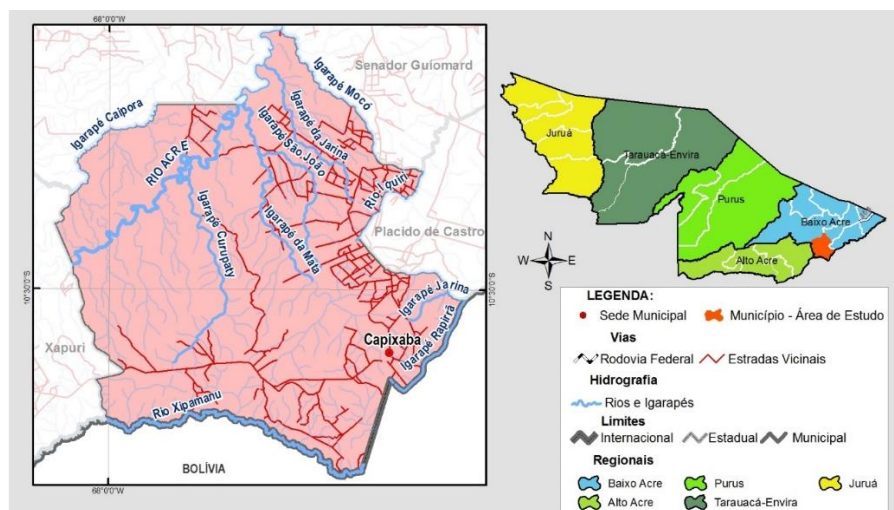 68°0'0"W
Senador Guiomard
Igarapé Mocó
Igarapé Caipora
Igarapé da Jarina
Igarapé São João
RIO ACRE
Rio Iquiri
Igarapé Curupaty
Igarapé da Mata
Placido de Castro
10°30'0"S
10°30'0"S
Igarapé Jarina
Capixaba
Igarapé Rapirrã
Xapuri
Rio Xipamanu
BOLÍVIA
68°0'0"W
Juruá
Tarauacá-Envira
Purus
Baixo Acre
Alto Acre
N
W E
S
LEGENDA:
Sede Municipal
Município - Área de Estudo
Vias
Rodovia Federal
Estradas Vicinais
Hidrografia
Rios e Igarapés
Limites
Internacional
Estadual
Municipal
Regionais
Baixo Acre
Purus
Juruá
Alto Acre
Tarauacá-Envira